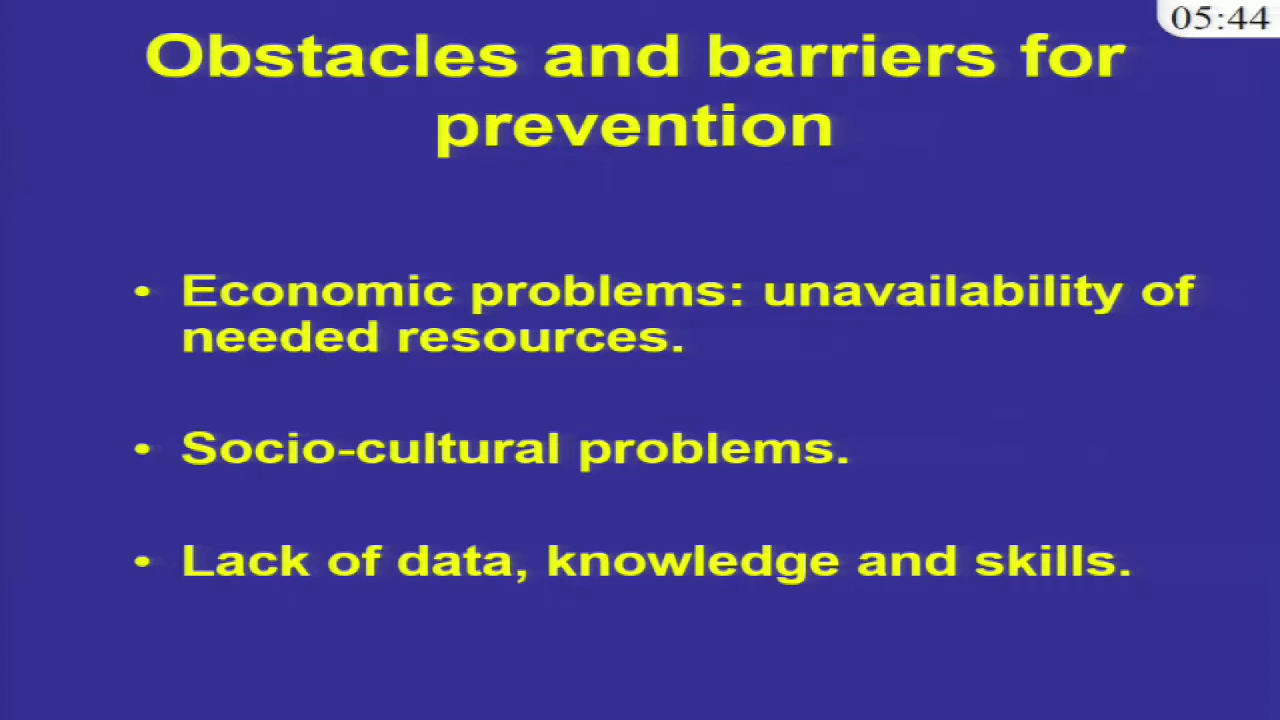 05:44
Obstacles and barriers for
prevention
• Economic problems: unavailability of
needed resources.
• Socio-cultural problems.
• Lack of data, knowledge and skills.